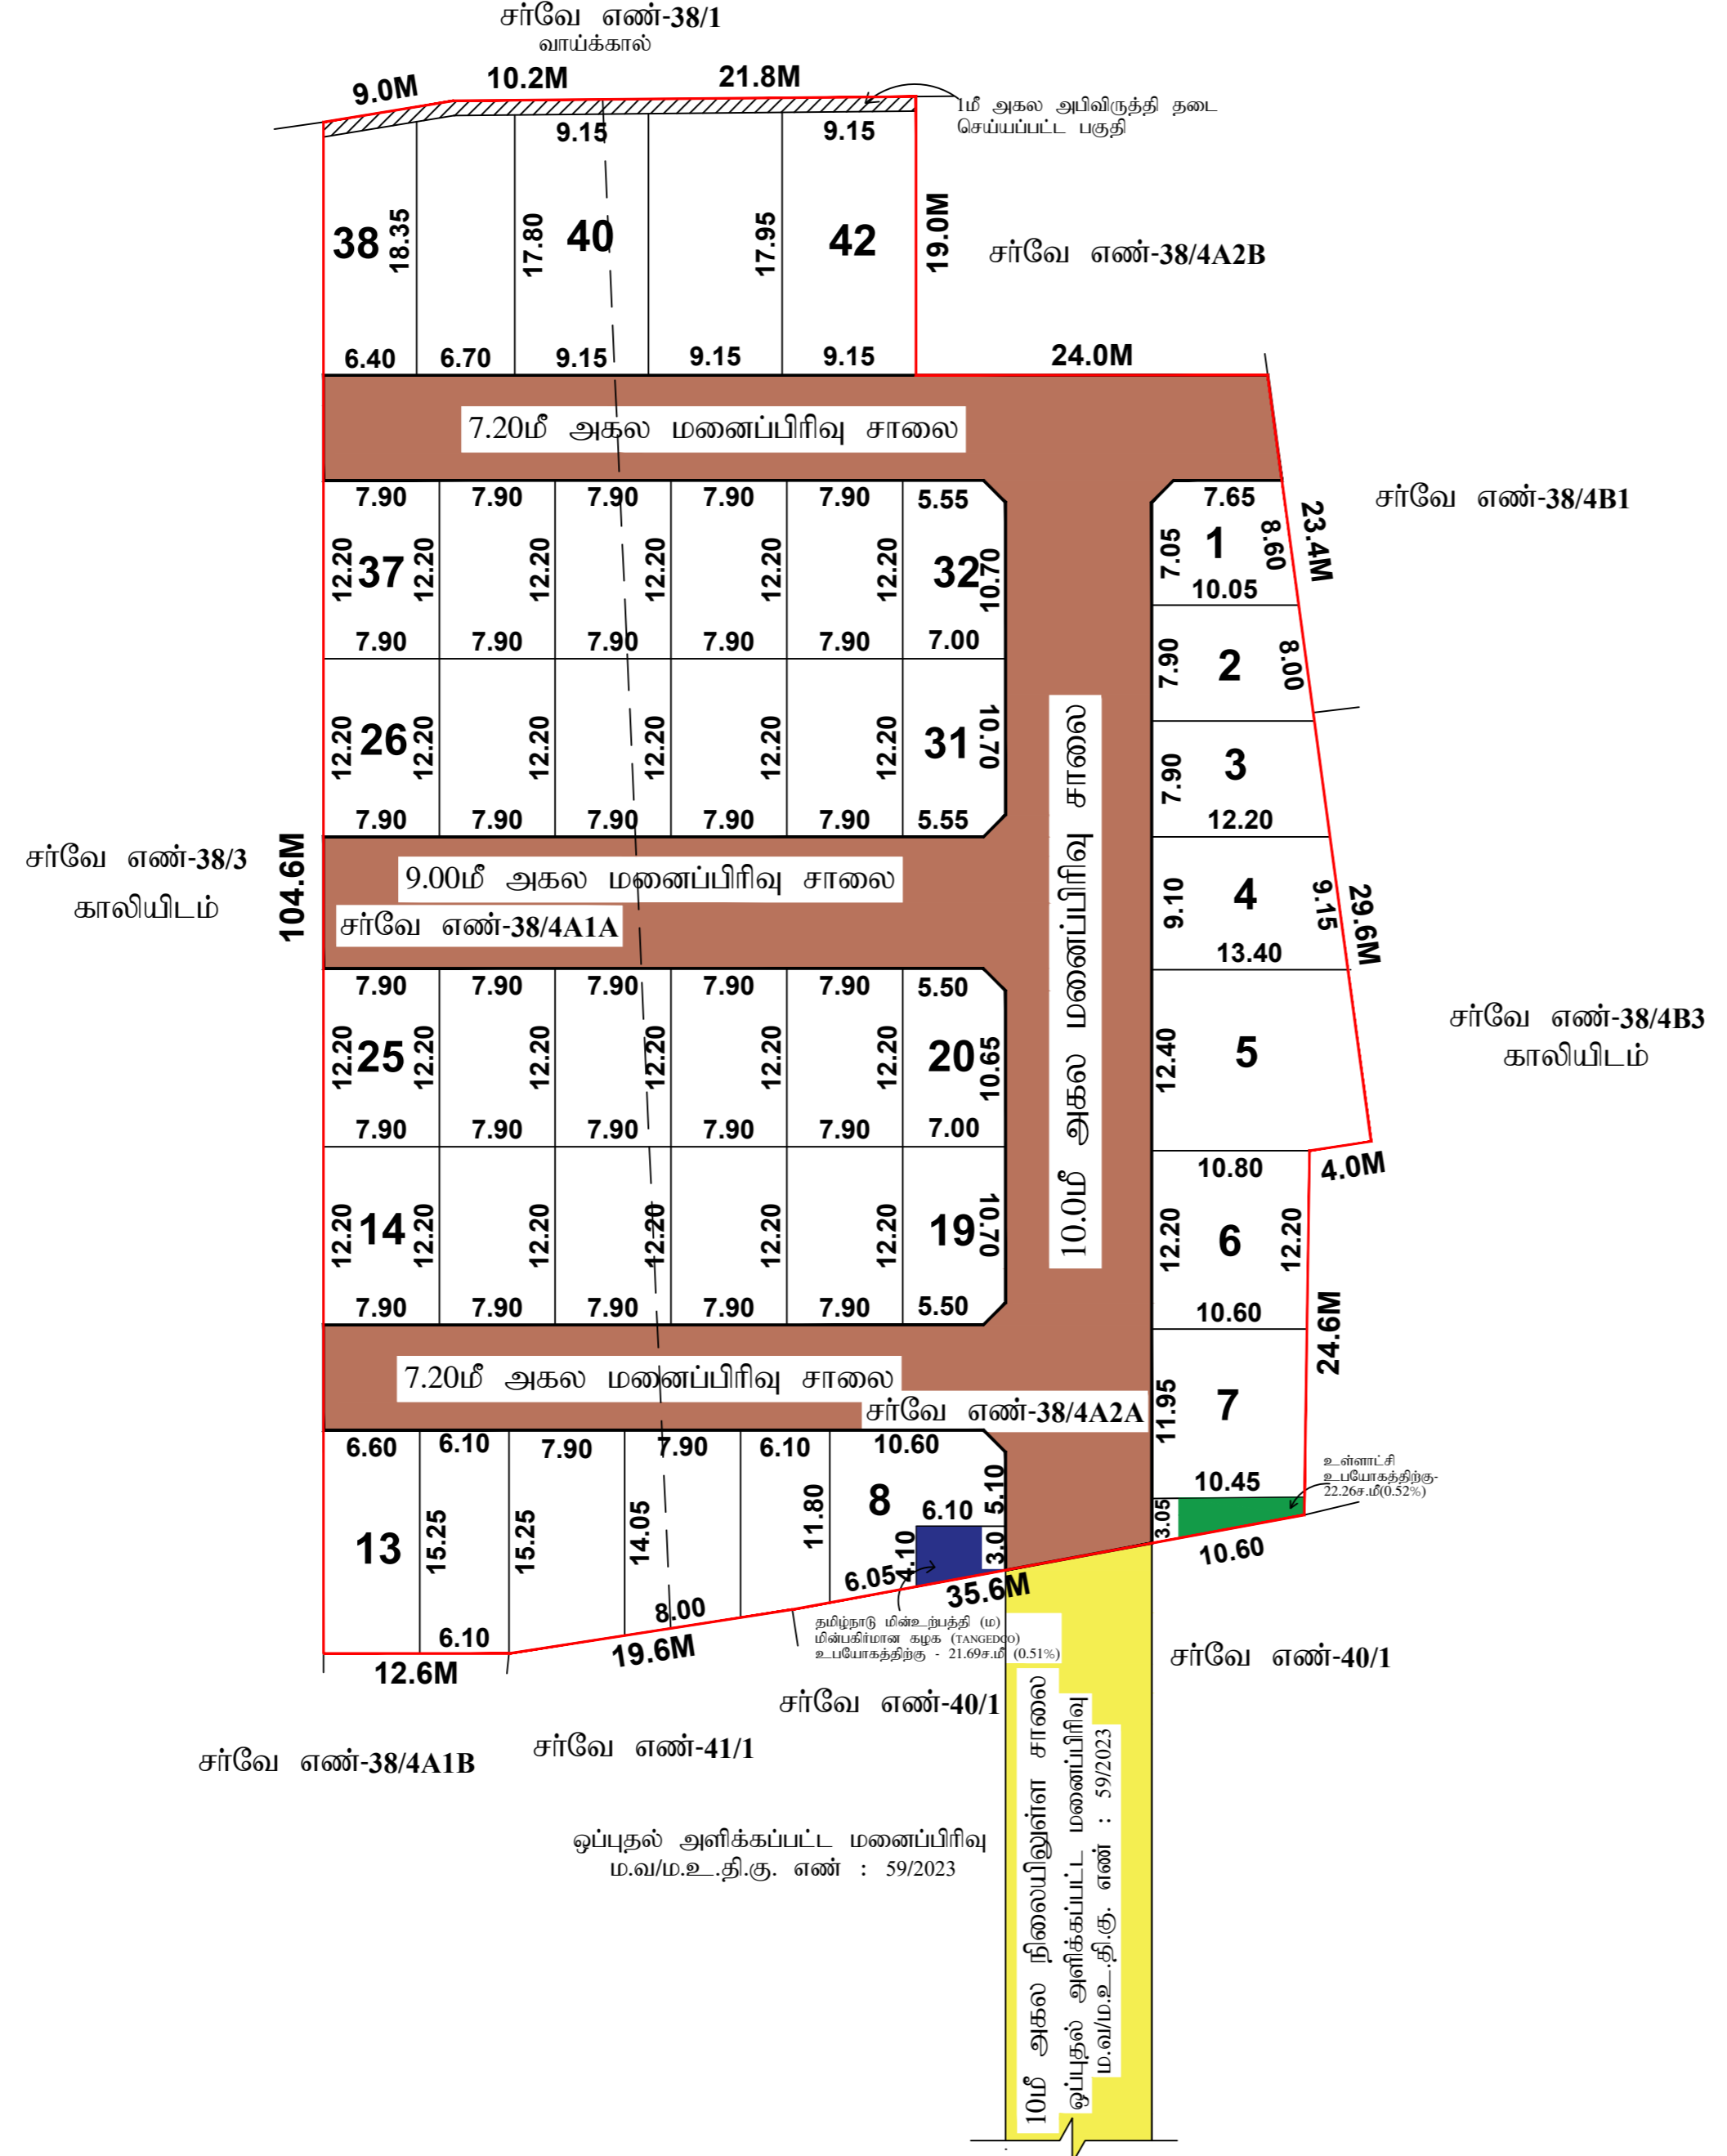 சர்வே எண்-38/1
வாய்க்கால்
9.0M
10.2M
21.8M
1மீ அகல அபிவிருத்தி தடை
செய்யப்பட்ட பகுதி
9.15
9.15
38
18.35
17.80
40
17.95
42
19.0M
சர்வே எண்-38/4A2B
6.40
6.70
9.15
9.15
9.15
24.0M
7.20மீ அகல மனைப்பிரிவு சாலை
சர்வே எண்-38/4B1
7.90
7.90
7.90
7.90
7.90
5.55
7.65
23.4M
12.20
37
12.20
12.20
12.20
12.20
12.20
32
10.70
7.05
1
8.60
10.05
7.90
7.90
7.90
7.90
7.90
7.00
7.90
2
8.00
12.20
26
12.20
12.20
12.20
12.20
12.20
31
10.70
7.90
3
12.20
7.90
7.90
7.90
7.90
7.90
5.55
10.0மீ அகல மனைப்பிரிவு சாலை
சர்வே எண்-38/3
காலியிடம்
104.6M
9.00மீ அகல மனைப்பிரிவு சாலை
சர்வே எண்-38/4A1A
9.10
4
9.15
29.6M
13.40
7.90
7.90
7.90
7.90
7.90
5.50
சர்வே எண்-38/4B3
காலியிடம்
12.20
25
12.20
12.20
12.20
12.20
12.20
20
10.65
12.40
5
7.90
7.90
7.90
7.90
7.90
7.00
10.80
4.0M
12.20
14
12.20
12.20
12.20
12.20
12.20
19
10.70
12.20
6
12.20
7.90
7.90
7.90
7.90
7.90
5.50
10.60
24.6M
7.20மீ அகல மனைப்பிரிவு சாலை
சர்வே எண்-38/4A2A
11.95
7
10.45
உள்ளாட்சி
உபயோகத்திற்கு-
22.26ச.மீ(0.52%)
6.60
6.10
7.90
7.90
6.10
10.60
13
15.25
15.25
14.05
11.80
8
6.10
5.10
4.10
3.0
3.05
10.60
6.05
35.6M
6.10
8.00
12.6M
19.6M
தமிழ்நாடு மின்உற்பத்தி (ம)
மின்பகிர்மான கழக (TANGEDCO)
உபயோகத்திற்கு - 21.69ச.மீ (0.51%)
சர்வே எண்-40/1
சர்வே எண்-40/1
சர்வே எண்-41/1
சர்வே எண்-38/4A1B
ஒப்புதல் அளிக்கப்பட்ட மனைப்பிரிவு
ம.வ/ம.உ.தி.கு. எண் : 59/2023
10மீ அகல நிலையிலுள்ள சாலை
ஒப்புதல் அளிக்கப்பட்ட மனைப்பிரிவு
ம.வ/ம.உ.தி.கு. எண் : 59/2023